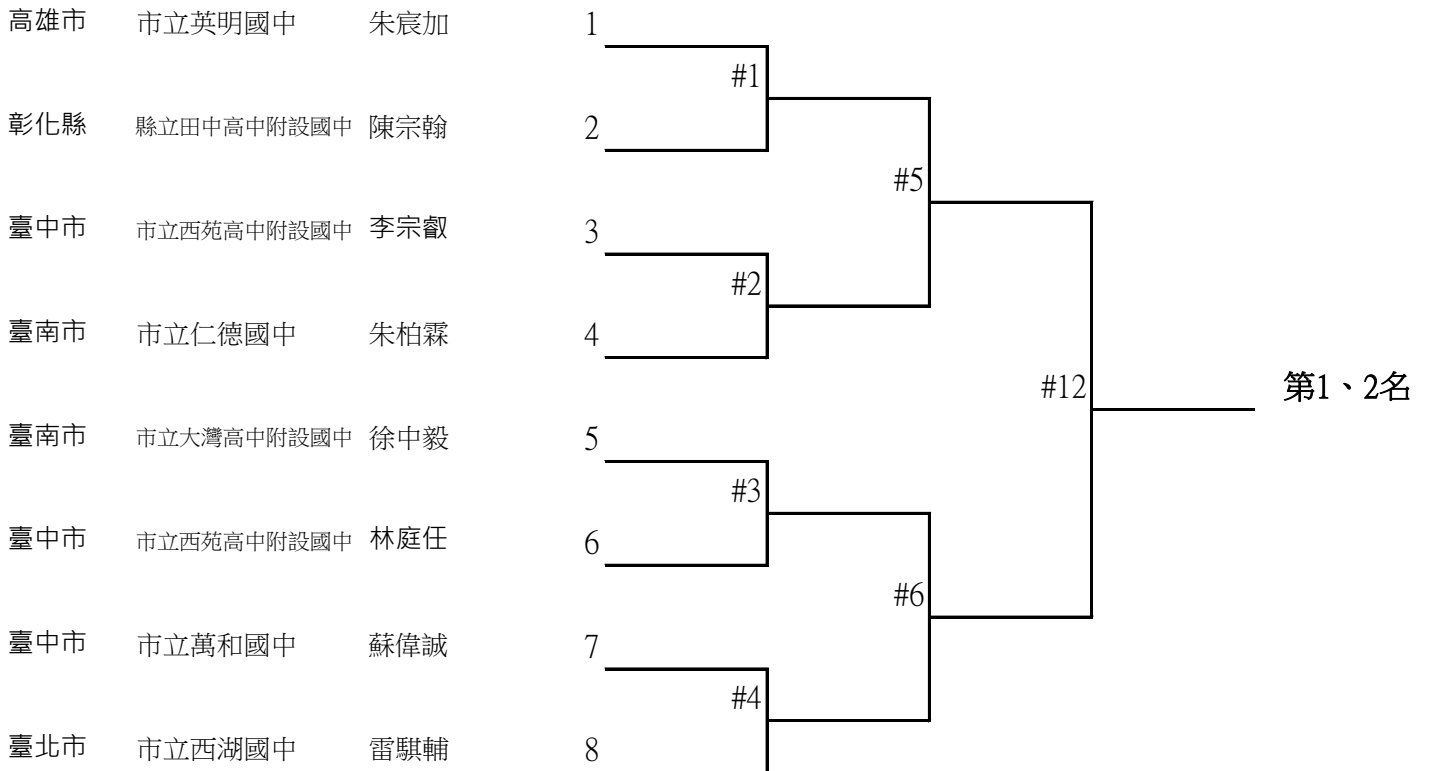 高雄市 市立英明國中 朱宸加 1
#1
彰化縣 縣立田中高中附設國中 陳宗翰 2
#5
臺中市 市立西苑高中附設國中 李宗叡 3
#2
臺南市 市立仁德國中 朱柏霖 4
#12 第1、2名
臺南市 市立大灣高中附設國中 徐中毅 5
#3
臺中市 市立西苑高中附設國中 林庭任 6
#6
臺中市 市立萬和國中 蘇偉誠 7
#4
臺北市 市立西湖國中 雷騏輔 8